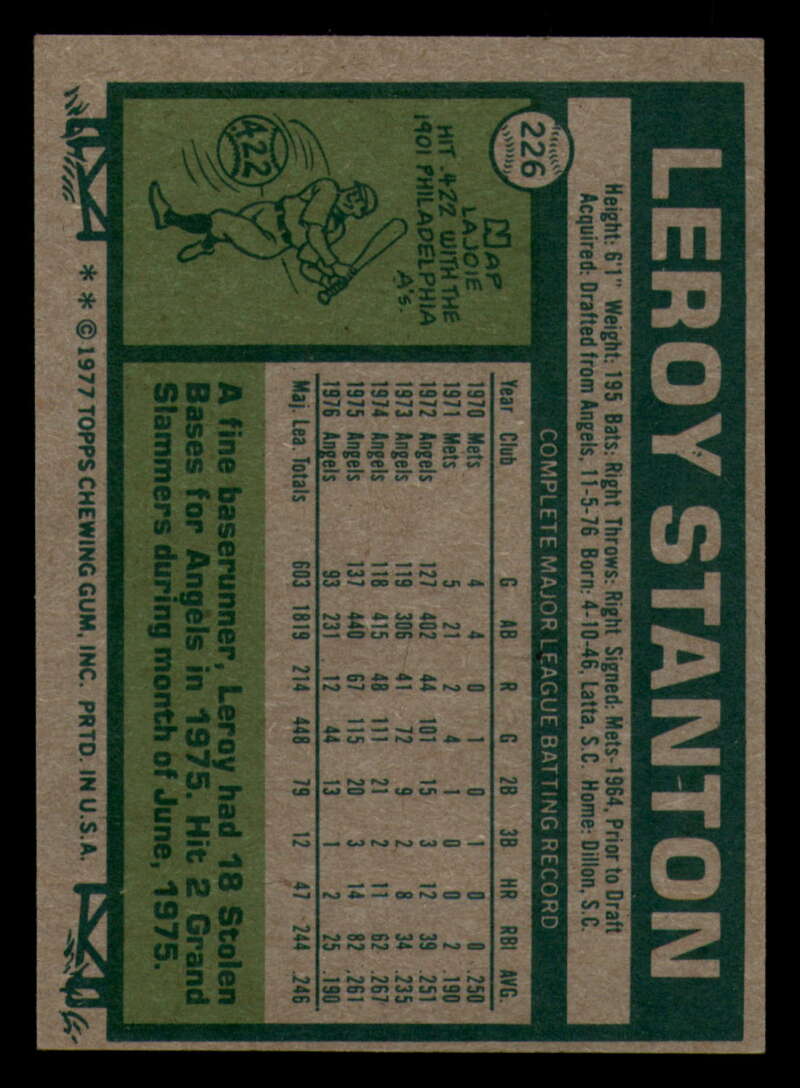 226
LEROY STANTON
Height: 6'1" Weight: 195 Bats: Right Throws: Right Signed: Mets-1964, Prior to Draft
Acquired: Drafted from Angels, 11-5-76 Born: 4-10-46, Latta, S.C. Home: Dillon, S.C.
COMPLETE MAJOR LEAGUE BATTING RECORD
Year Club G AB R G 2B 3B HR RBI AVG.
1970 Mets 4 4 0 1 0 1 0 0 .250
1971 Mets 5 21 2 4 1 0 0 2 .190
1972 Angels 127 402 44 101 15 3 12 39 .251
1973 Angels 119 306 41 72 9 2 8 34 .235
1974 Angels 118 415 48 111 21 2 11 62 .267
1975 Angels 137 440 67 115 20 3 14 82 .261
1976 Angels 93 231 12 44 13 1 2 25 .190
Maj. Lea. Totals 603 1819 214 448 79 12 47 244 .246
NAP
LAJOIE
HIT .422 WITH THE
1901 PHILADELPHIA
A's.
.422
A fine baserunner, Leroy had 18 Stolen
Bases for Angels in 1975. Hit 2 Grand
Slammers during month of June, 1975.
* * © 1977 TOPPS CHEWING GUM, INC. PRTD. IN U.S.A.